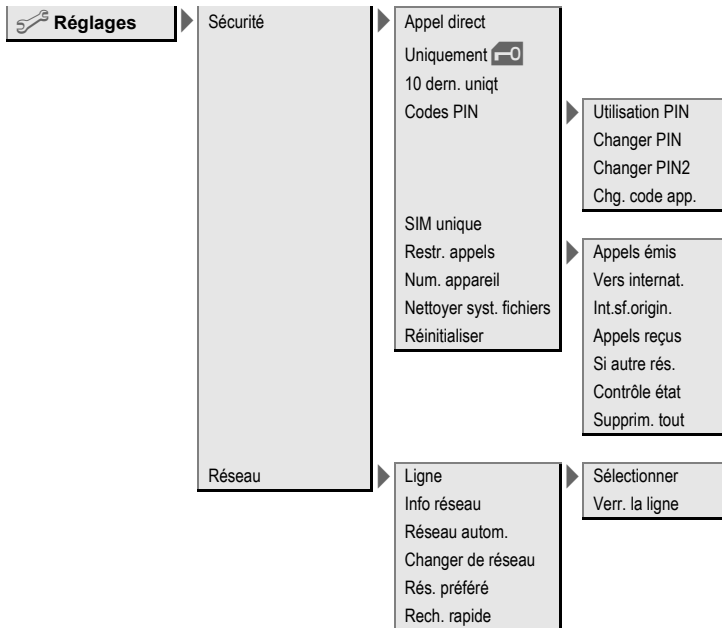 Réglages
Sécurité
Appel direct
Uniquement
10 dern. uniqt
Codes PIN
Utilisation PIN
Changer PIN
Changer PIN2
Chg. code app.
SIM unique
Restr. appels
Appels émis
Vers internat.
Int.sf.origin.
Appels reçus
Si autre rés.
Contrôle état
Supprim. tout
Num. appareil
Nettoyer syst. fichiers
Réinitialiser
Réseau
Ligne
Sélectionner
Verr. la ligne
Info réseau
Réseau autom.
Changer de réseau
Rés. préféré
Rech. rapide